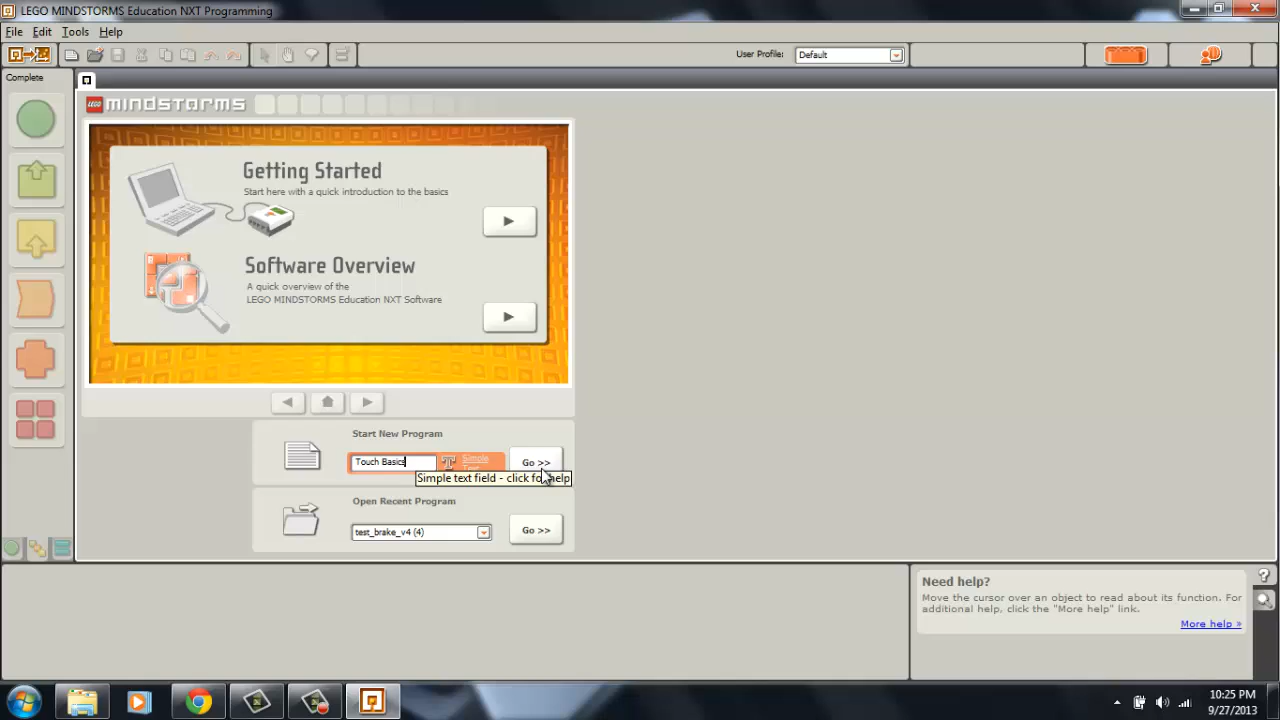 LEGO MINDSTORMS Education NXT Programming
File Edit Tools Help
User Profile: Default
Complete
LEGO mindstorms
Getting Started
Start here with a quick introduction to the basics
Software Overview
A quick overview of the
LEGO MINDSTORMS Education NXT Software
Start New Program
Touch Basics Simple Go >>
Simple text field - click for help
Open Recent Program
test_brake_v4 (4) Go >>
Need help?
Move the cursor over an object to read about its function. For
additional help, click the "More help" link.
More help »
10:25 PM
9/27/2013